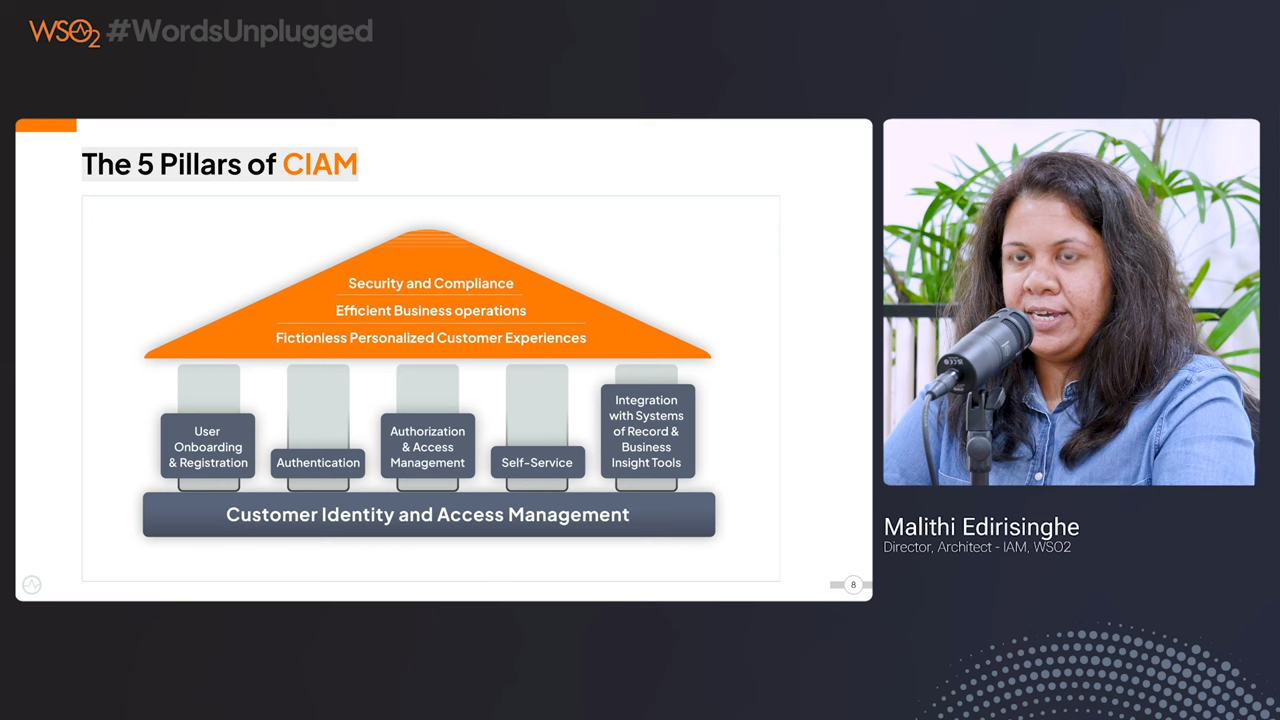 WSO2 #WordsUnplugged
The 5 Pillars of CIAM
Security and Compliance
Efficient Business operations
Fictionless Personalized Customer Experiences
User
Onboarding
& Registration
Authentication
Authorization
& Access
Management
Self-Service
Integration
with Systems
of Record &
Business
Insight Tools
Customer Identity and Access Management
8
Malithi Edirisinghe
Director, Architect - IAM, WSO2